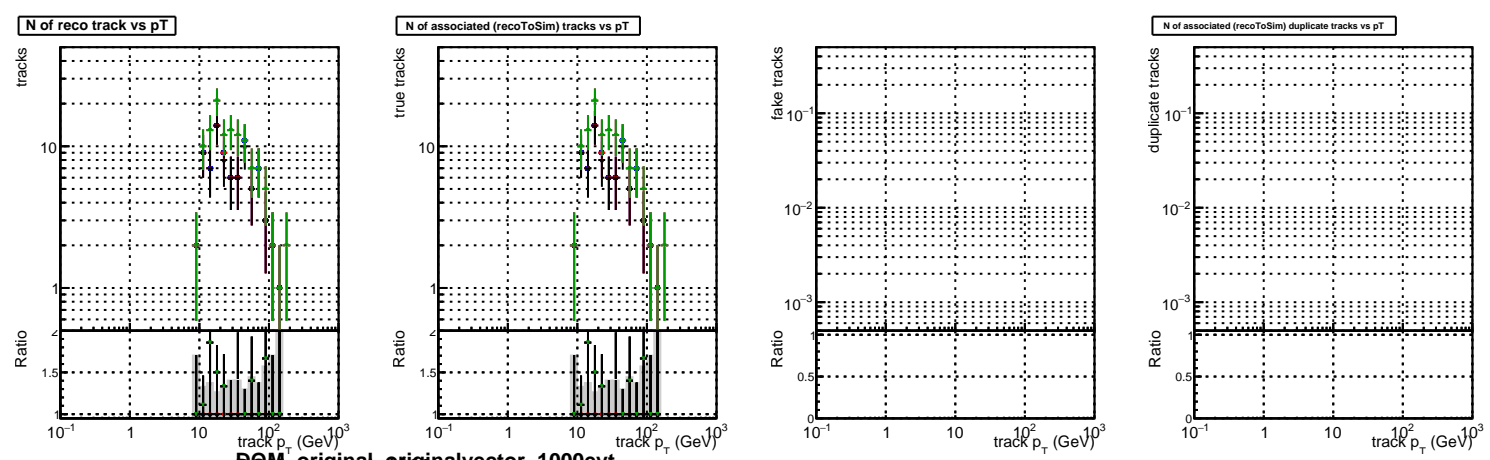 N of reco track vs pT
tracks
10
1
Ratio
2
1.5
1
10⁻¹ 1 10 10² 10³
track p_T (GeV)
N of associated (recoToSim) tracks vs pT
true tracks
10
1
Ratio
2
1.5
1
10⁻¹ 1 10 10² 10³
track p_T (GeV)
fake tracks
10⁻¹
10⁻²
10⁻³
Ratio
1
0.5
0
10⁻¹ 1 10 10² 10³
track p_T (GeV)
N of associated (recoToSim) duplicate tracks vs pT
duplicate tracks
10⁻¹
10⁻²
10⁻³
Ratio
1
0.5
0
10⁻¹ 1 10 10² 10³
track p_T (GeV)
DQM_original_originalvector_1000evt